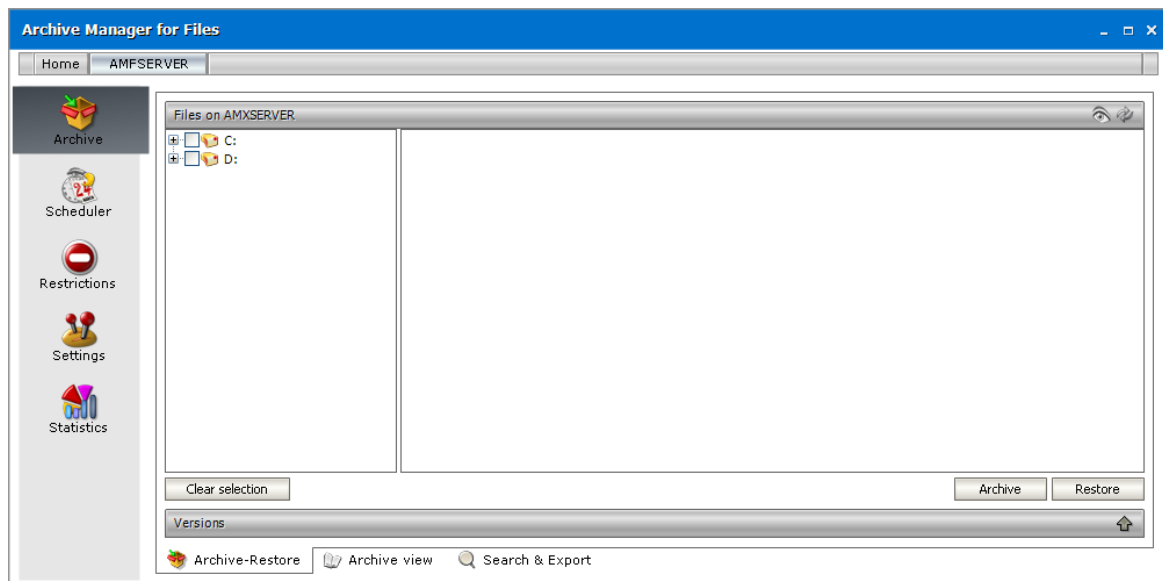 Archive Manager for Files
Home AMFSERVER
Archive
Scheduler
Restrictions
Settings
Statistics
Files on AMXSERVER
C:
D:
Clear selection Archive Restore
Versions
Archive-Restore Archive view Search & Export
24